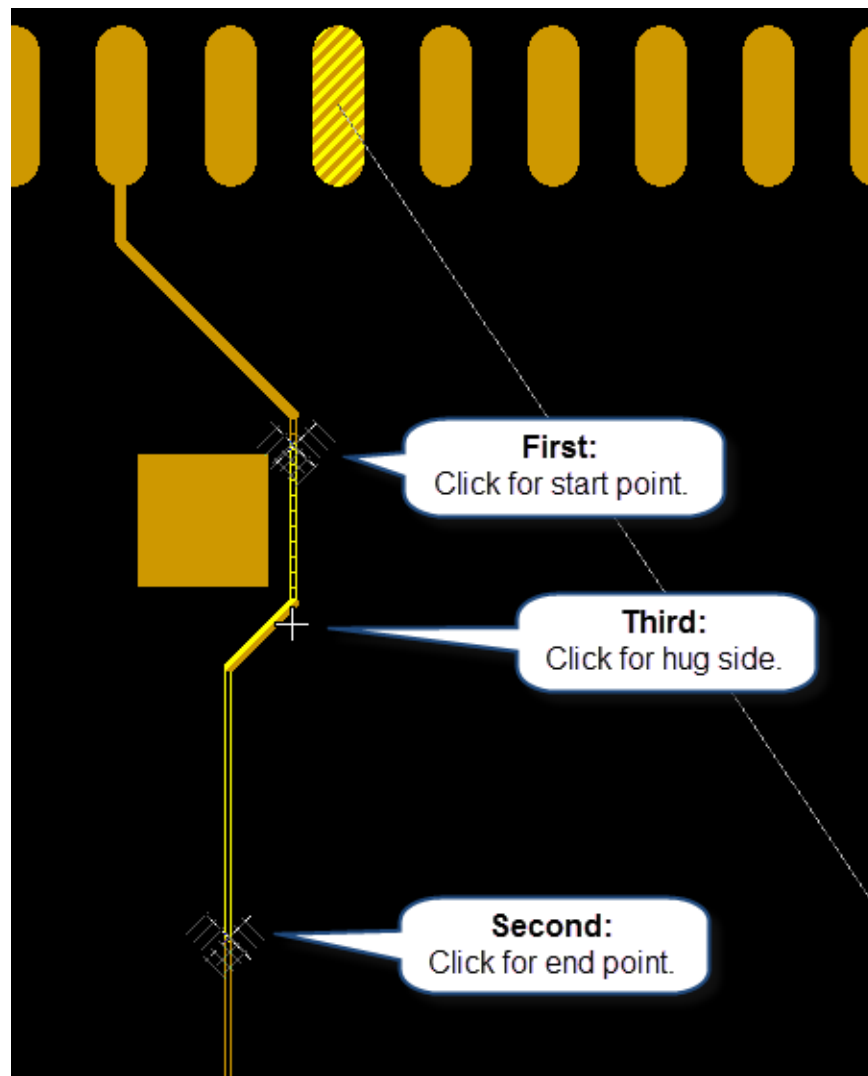 First:
Click for start point.
Third:
Click for hug side.
Second:
Click for end point.